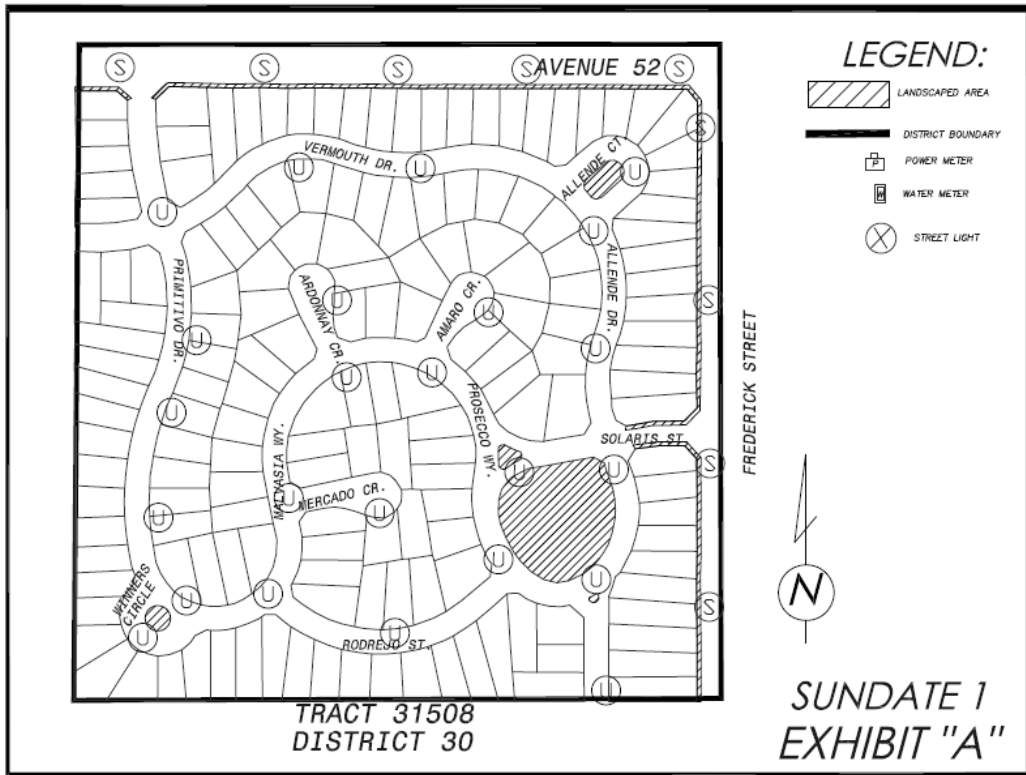 S
S
S
S
S
AVENUE 52
LEGEND:
LANDSCAPED AREA
DISTRICT BOUNDARY
P
POWER METER
W
WATER METER
STREET LIGHT
S
VERMOUTH DR.
U
U
ALLENDE CT.
U
U
U
PRIMITIVO DR.
ARDONNAY CR.
U
AMARO CR.
U
ALLENDE DR.
S
U
U
U
U
U
PROSECCO WY.
FREDERICK STREET
MALVASIA WY.
SOLARIS ST
S
U
U
U
MERCADO CR.
U
U
U
U
S
WINNERS
CIRCLE
U
U
U
U
RODREJO ST.
U
N
TRACT 31508
DISTRICT 30
SUNDATE 1
EXHIBIT "A"